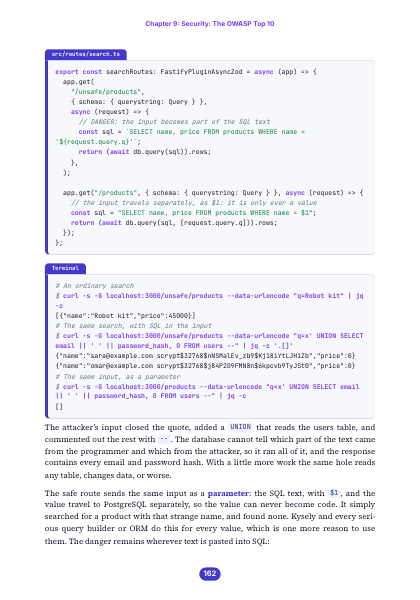 Chapter 9: Security: The OWASP Top 10
src/routes/search.ts
export const searchRoutes: FastifyPluginAsyncZod = async (app) => {
  app.get(
    "/unsafe/products",
    { schema: { querystring: Query } },
    async (request) => {
      // DANGER: the input becomes part of the SQL text
      const sql = `SELECT name, price FROM products WHERE name =
'${request.query.q}'`;
      return (await db.query(sql)).rows;
    },
  );
  app.get("/products", { schema: { querystring: Query } }, async (request) => {
    // the input travels separately, as $1: it is only ever a value
    const sql = "SELECT name, price FROM products WHERE name = $1";
    return (await db.query(sql, [request.query.q])).rows;
  });
};
Terminal
# An ordinary search
$ curl -s -G localhost:3000/unsafe/products --data-urlencode "q=Robot kit" | jq
-c
[{"name":"Robot kit","price":45000}]
# The same search, with SQL in the input
$ curl -s -G localhost:3000/unsafe/products --data-urlencode "q=x' UNION SELECT
email || ' ' || password_hash, 0 FROM users --" | jq -c '.[]'
{"name":"sara@example.com scrypt$32768$nN5MalEv_zb9$Kj18iYtLJHiZb","price":0}
{"name":"omar@example.com scrypt$32768$j84P2D9FMN8n$6kpcvb9TyJSt0","price":0}
# The same input, as a parameter
$ curl -s -G localhost:3000/products --data-urlencode "q=x' UNION SELECT email
|| ' ' || password_hash, 0 FROM users --" | jq -c
[]
The attacker's input closed the quote, added a UNION that reads the users table, and
commented out the rest with -- . The database cannot tell which part of the text came
from the programmer and which from the attacker, so it ran all of it, and the response
contains every email and password hash. With a little more work the same hole reads
any table, changes data, or worse.
The safe route sends the same input as a parameter: the SQL text, with $1 , and the
value travel to PostgreSQL separately, so the value can never become code. It simply
searched for a product with that strange name, and found none. Kysely and every seri-
ous query builder or ORM do this for every value, which is one more reason to use
them. The danger remains wherever text is pasted into SQL:
162